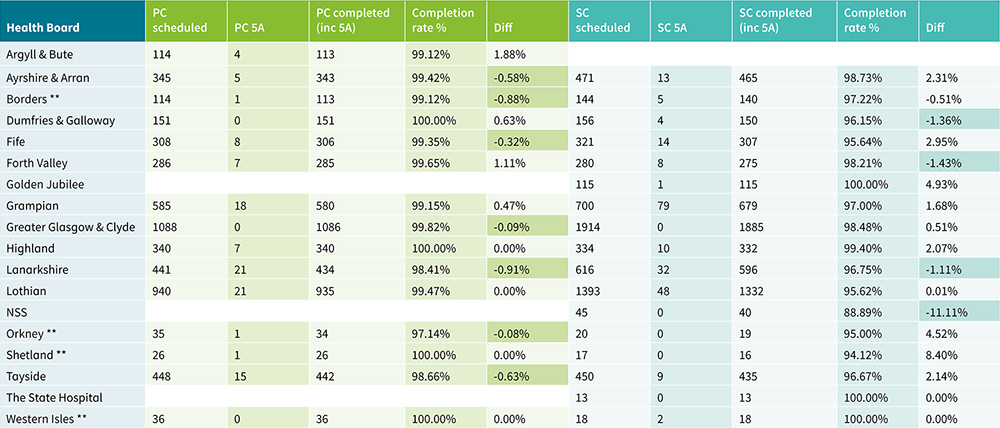 Health Board PC scheduled PC 5A PC completed (inc 5A) Completion rate % Diff SC scheduled SC 5A SC completed (inc 5A) Completion rate % Diff
Argyll & Bute 114 4 113 99.12% 1.88%
Ayrshire & Arran 345 5 343 99.42% -0.58% 471 13 465 98.73% 2.31%
Borders ** 114 1 113 99.12% -0.88% 144 5 140 97.22% -0.51%
Dumfries & Galloway 151 0 151 100.00% 0.63% 156 4 150 96.15% -1.36%
Fife 308 8 306 99.35% -0.32% 321 14 307 95.64% 2.95%
Forth Valley 286 7 285 99.65% 1.11% 280 8 275 98.21% -1.43%
Golden Jubilee 115 1 115 100.00% 4.93%
Grampian 585 18 580 99.15% 0.47% 700 79 679 97.00% 1.68%
Greater Glasgow & Clyde 1088 0 1086 99.82% -0.09% 1914 0 1885 98.48% 0.51%
Highland 340 7 340 100.00% 0.00% 334 10 332 99.40% 2.07%
Lanarkshire 441 21 434 98.41% -0.91% 616 32 596 96.75% -1.11%
Lothian 940 21 935 99.47% 0.00% 1393 48 1332 95.62% 0.01%
NSS 45 0 40 88.89% -11.11%
Orkney ** 35 1 34 97.14% -0.08% 20 0 19 95.00% 4.52%
Shetland ** 26 1 26 100.00% 0.00% 17 0 16 94.12% 8.40%
Tayside 448 15 442 98.66% -0.63% 450 9 435 96.67% 2.14%
The State Hospital 13 0 13 100.00% 0.00%
Western Isles ** 36 0 36 100.00% 0.00% 18 2 18 100.00% 0.00%